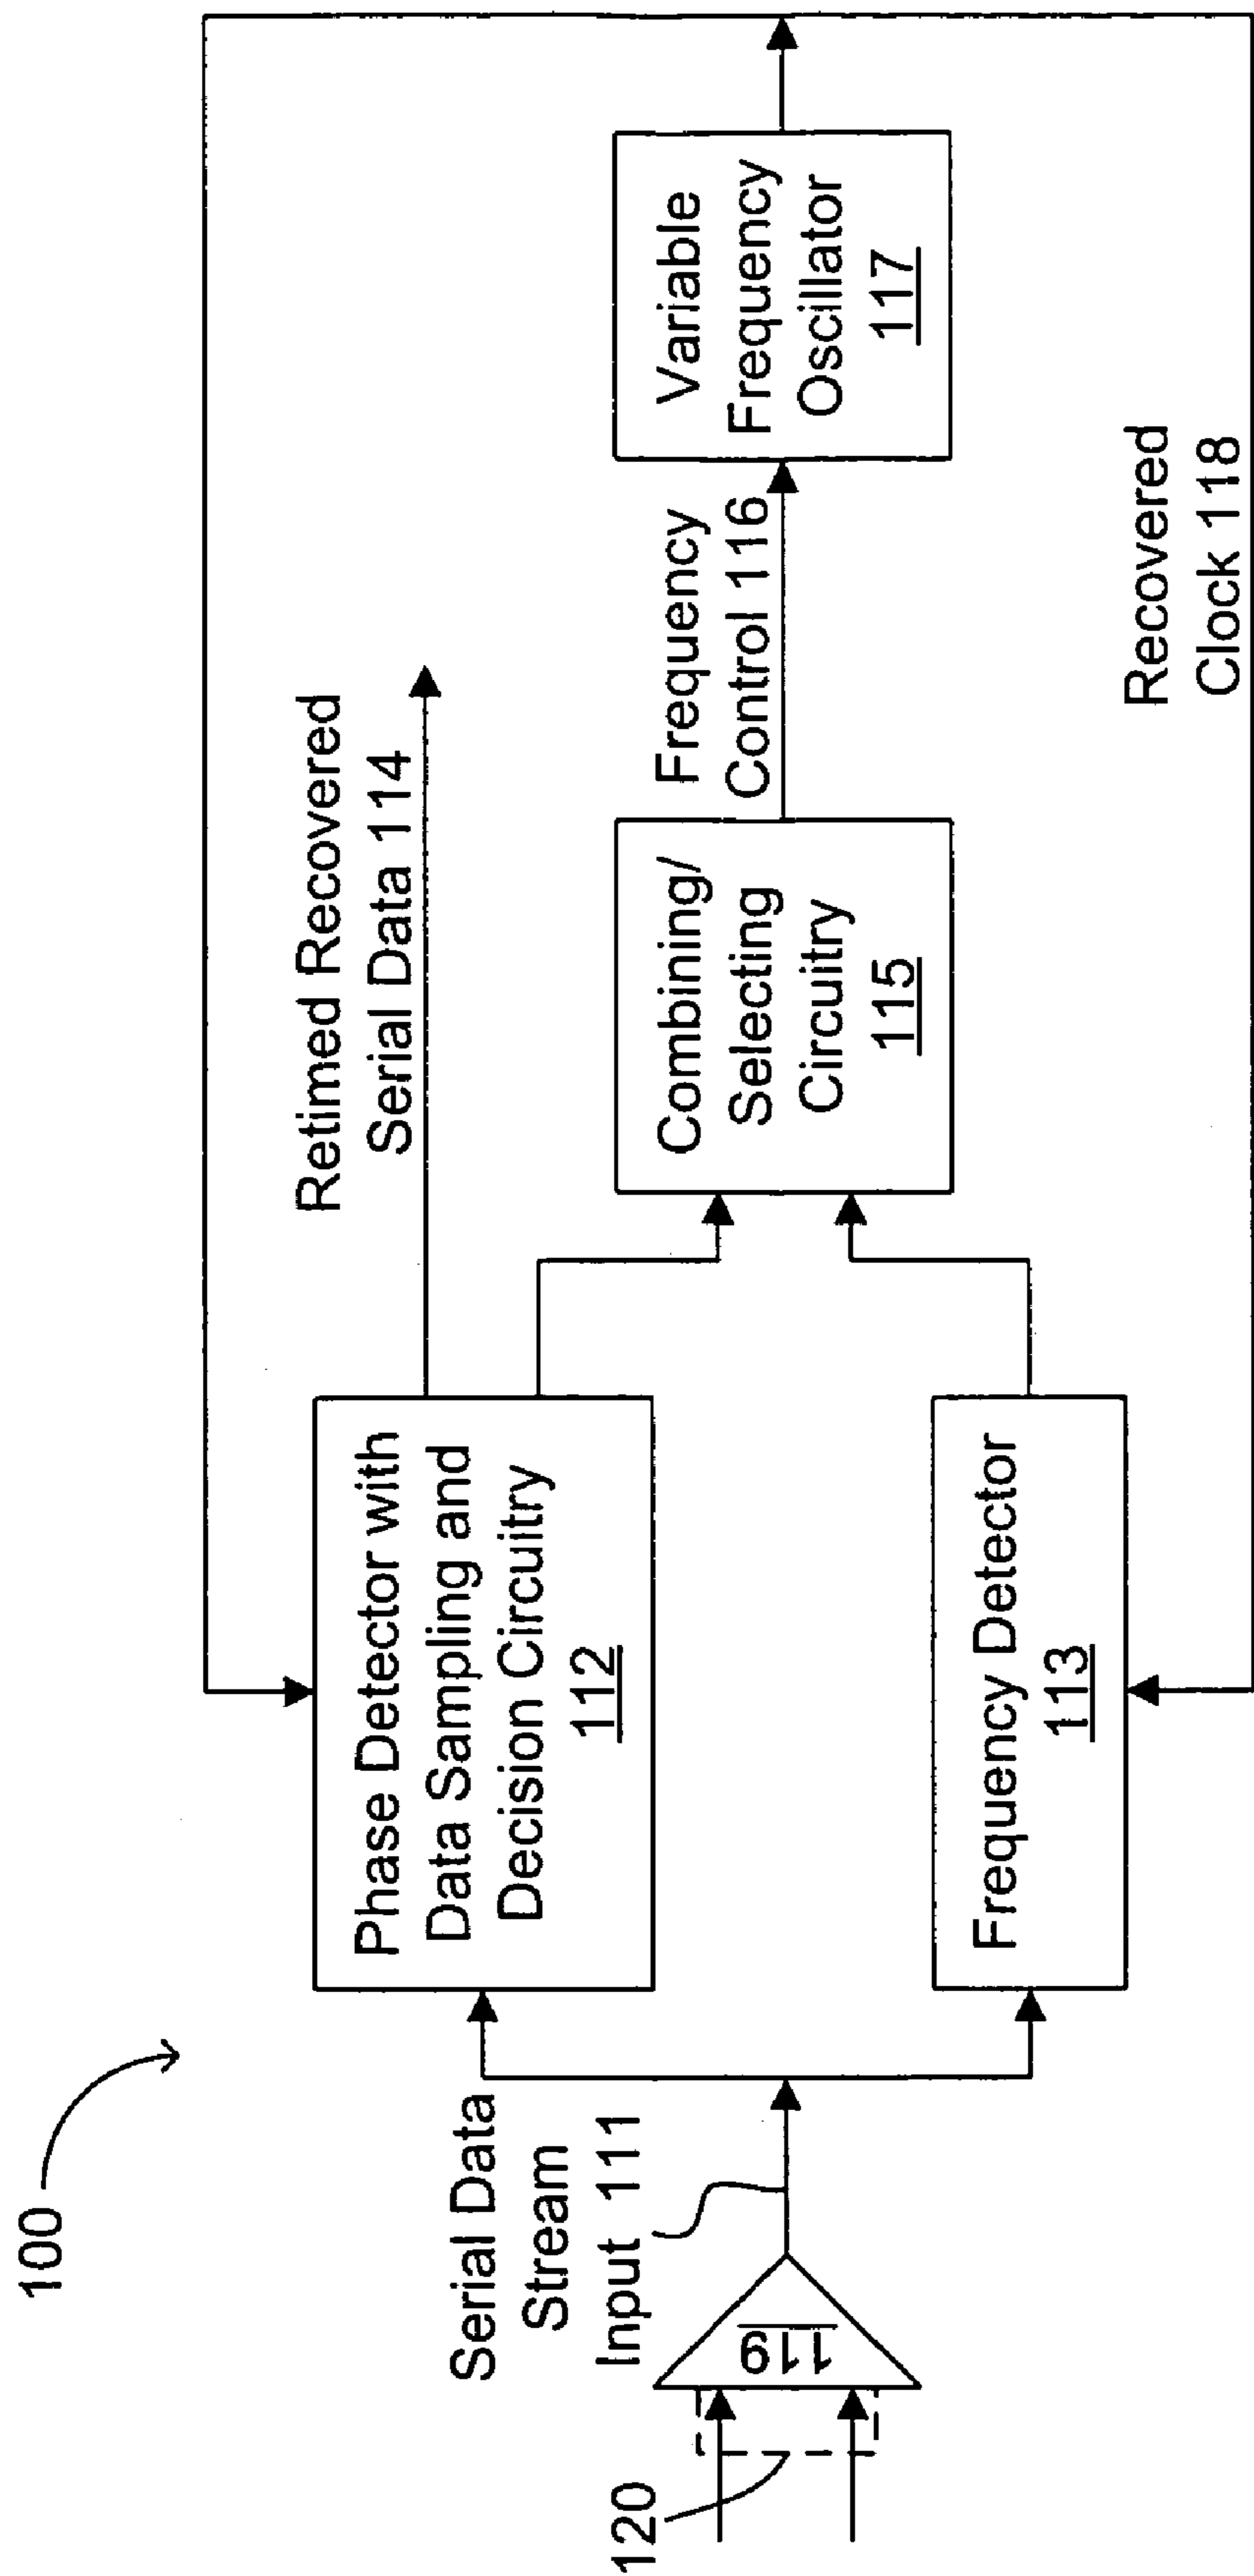 100
Serial Data
Stream
Input 111
120
119
Phase Detector with
Data Sampling and
Decision Circuitry
112
Frequency Detector
113
Retimed Recovered
Serial Data 114
Combining/
Selecting
Circuitry
115
Frequency
Control 116
Variable
Frequency
Oscillator
117
Recovered
Clock 118